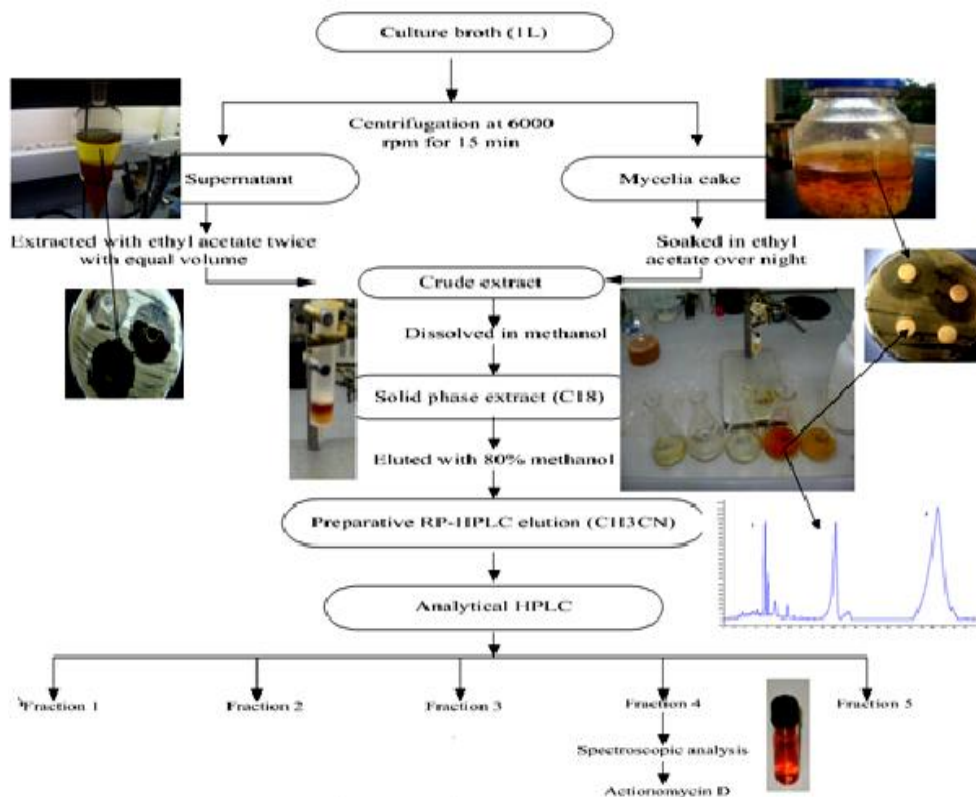 Culture broth (1L)
Centrifugation at 6000
rpm for 15 min
Supernatant
Mycelia cake
Extracted with ethyl acetate twice
with equal volume
Soaked in ethyl
acetate over night
Crude extract
Dissolved in methanol
Solid phase extract (C18)
Eluted with 80% methanol
Preparative RP-HPLC elution (CH3CN)
Analytical HPLC
Fraction 1
Fraction 2
Fraction 3
Fraction 4
Fraction 5
Spectroscopic analysis
Actionomycin D